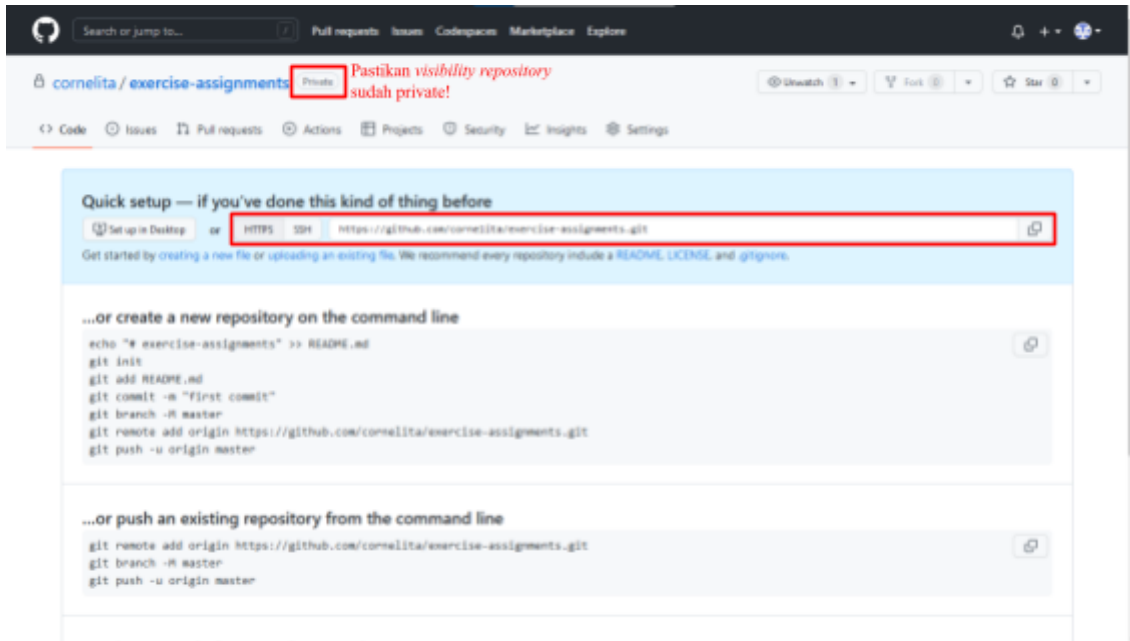 Search or jump to... /
Pull requests Issues Codespaces Marketplace Explore
cornelita / exercise-assignments Private
Pastikan visibility repository
sudah private!
Unwatch 1 Fork 0 Star 0
Code Issues Pull requests Actions Projects Security Insights Settings
Quick setup — if you've done this kind of thing before
Set up in Desktop or HTTPS SSH https://github.com/cornelita/exercise-assignments.git
Get started by creating a new file or uploading an existing file. We recommend every repository include a README, LICENSE, and .gitignore.
...or create a new repository on the command line
echo "# exercise-assignments" >> README.md
git init
git add README.md
git commit -m "first commit"
git branch -M master
git remote add origin https://github.com/cornelita/exercise-assignments.git
git push -u origin master
...or push an existing repository from the command line
git remote add origin https://github.com/cornelita/exercise-assignments.git
git branch -M master
git push -u origin master